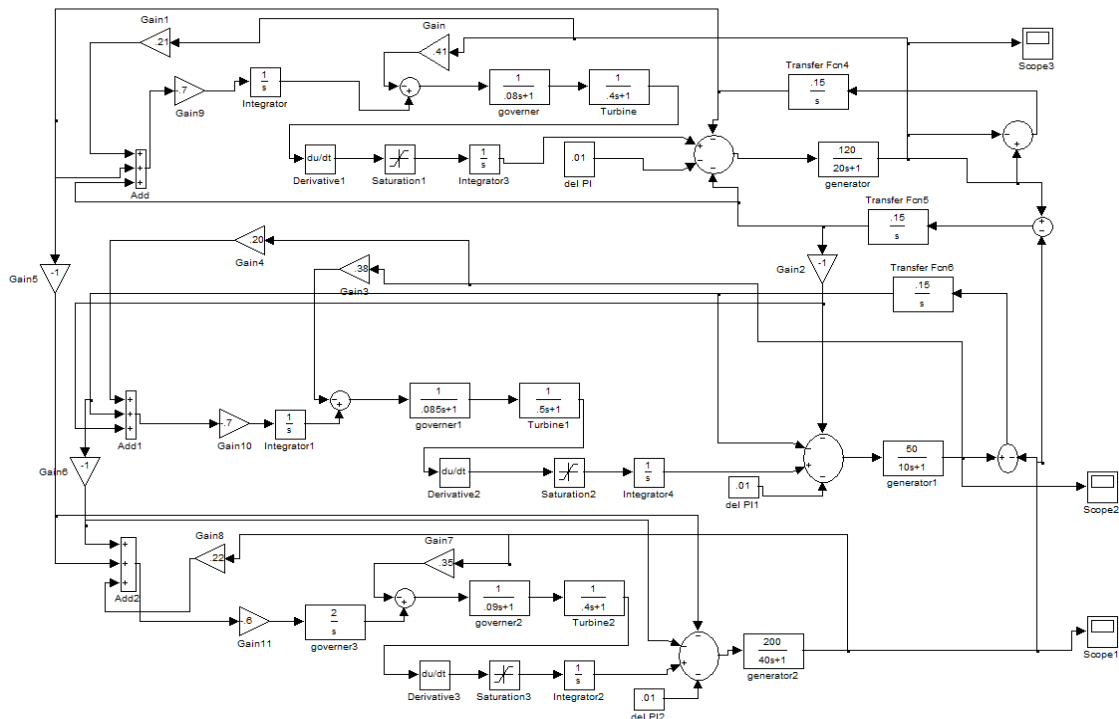 Gain1
.21
Gain
.41
Scope3
Transfer Fcn4
.15
s
-.7
Gain9
1
s
Integrator
1
.08s+1
governer
1
.4s+1
Turbine
Add
du/dt
Derivative1
Saturation1
1
s
Integrator3
.01
del PI
120
20s+1
generator
Transfer Fcn5
.15
s
.20
Gain4
.38
Gain3
-1
Gain5
-1
Gain2
Transfer Fcn6
.15
s
Add1
-.7
Gain10
1
s
Integrator1
1
.085s+1
governer1
1
.5s+1
Turbine1
-1
Gain6
du/dt
Derivative2
Saturation2
1
s
Integrator4
.01
del PI1
50
10s+1
generator1
Scope2
Gain8
.22
Gain7
.35
Add2
-.6
Gain11
2
s
governer3
1
.09s+1
governer2
1
.4s+1
Turbine2
du/dt
Derivative3
Saturation3
1
s
Integrator2
.01
del PI2
200
40s+1
generator2
Scope1